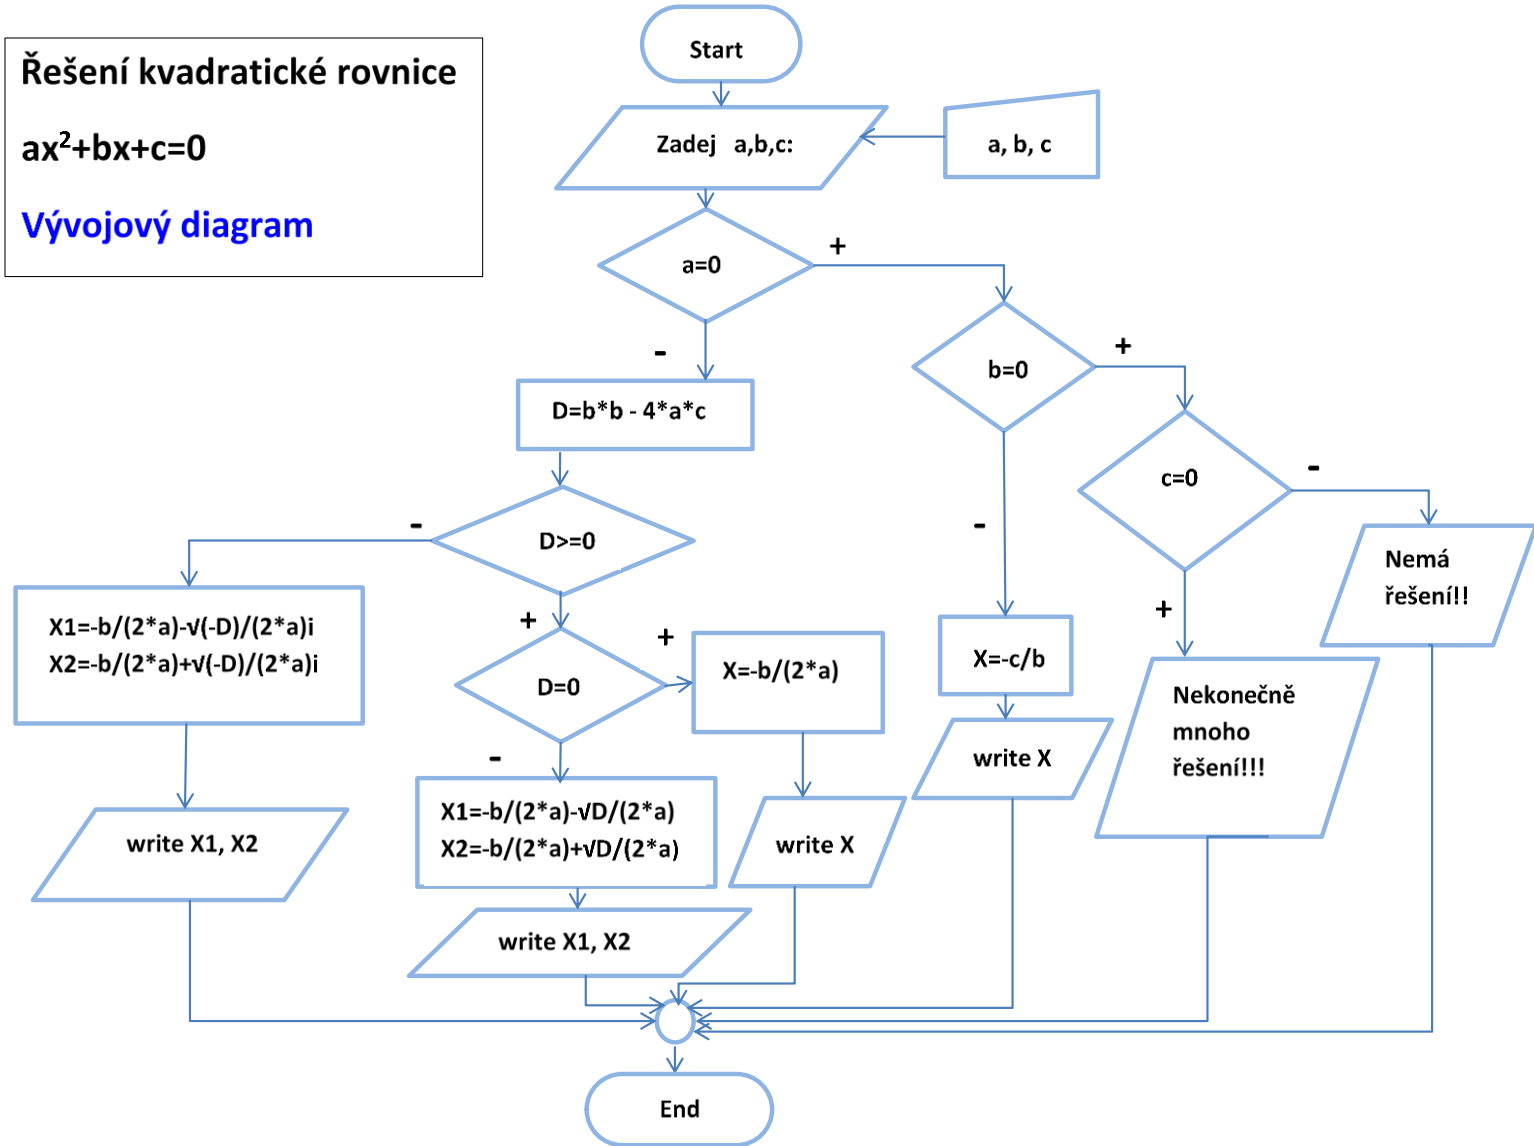 Řešení kvadratické rovnice
ax²+bx+c=0
Vývojový diagram
Start
Zadej a,b,c:
a, b, c
a=0
+
-
b=0
+
-
D=b*b - 4*a*c
c=0
-
+
D>=0
-
+
Nemá
řešení!!
X1=-b/(2*a)-√(-D)/(2*a)i
X2=-b/(2*a)+√(-D)/(2*a)i
D=0
+
-
X=-b/(2*a)
X=-c/b
Nekonečně
mnoho
řešení!!!
write X
X1=-b/(2*a)-√D/(2*a)
X2=-b/(2*a)+√D/(2*a)
write X1, X2
write X
write X1, X2
End